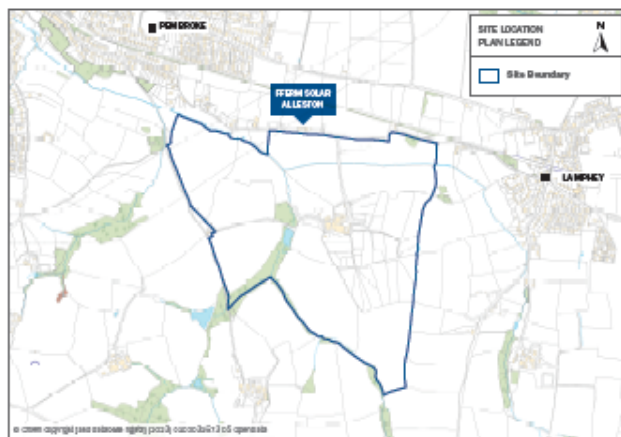 PEMBROKE
SITE LOCATION
PLAN LEGEND
N
Site Boundary
FFERM SOLAR
ALLESTON
LAMPHEY